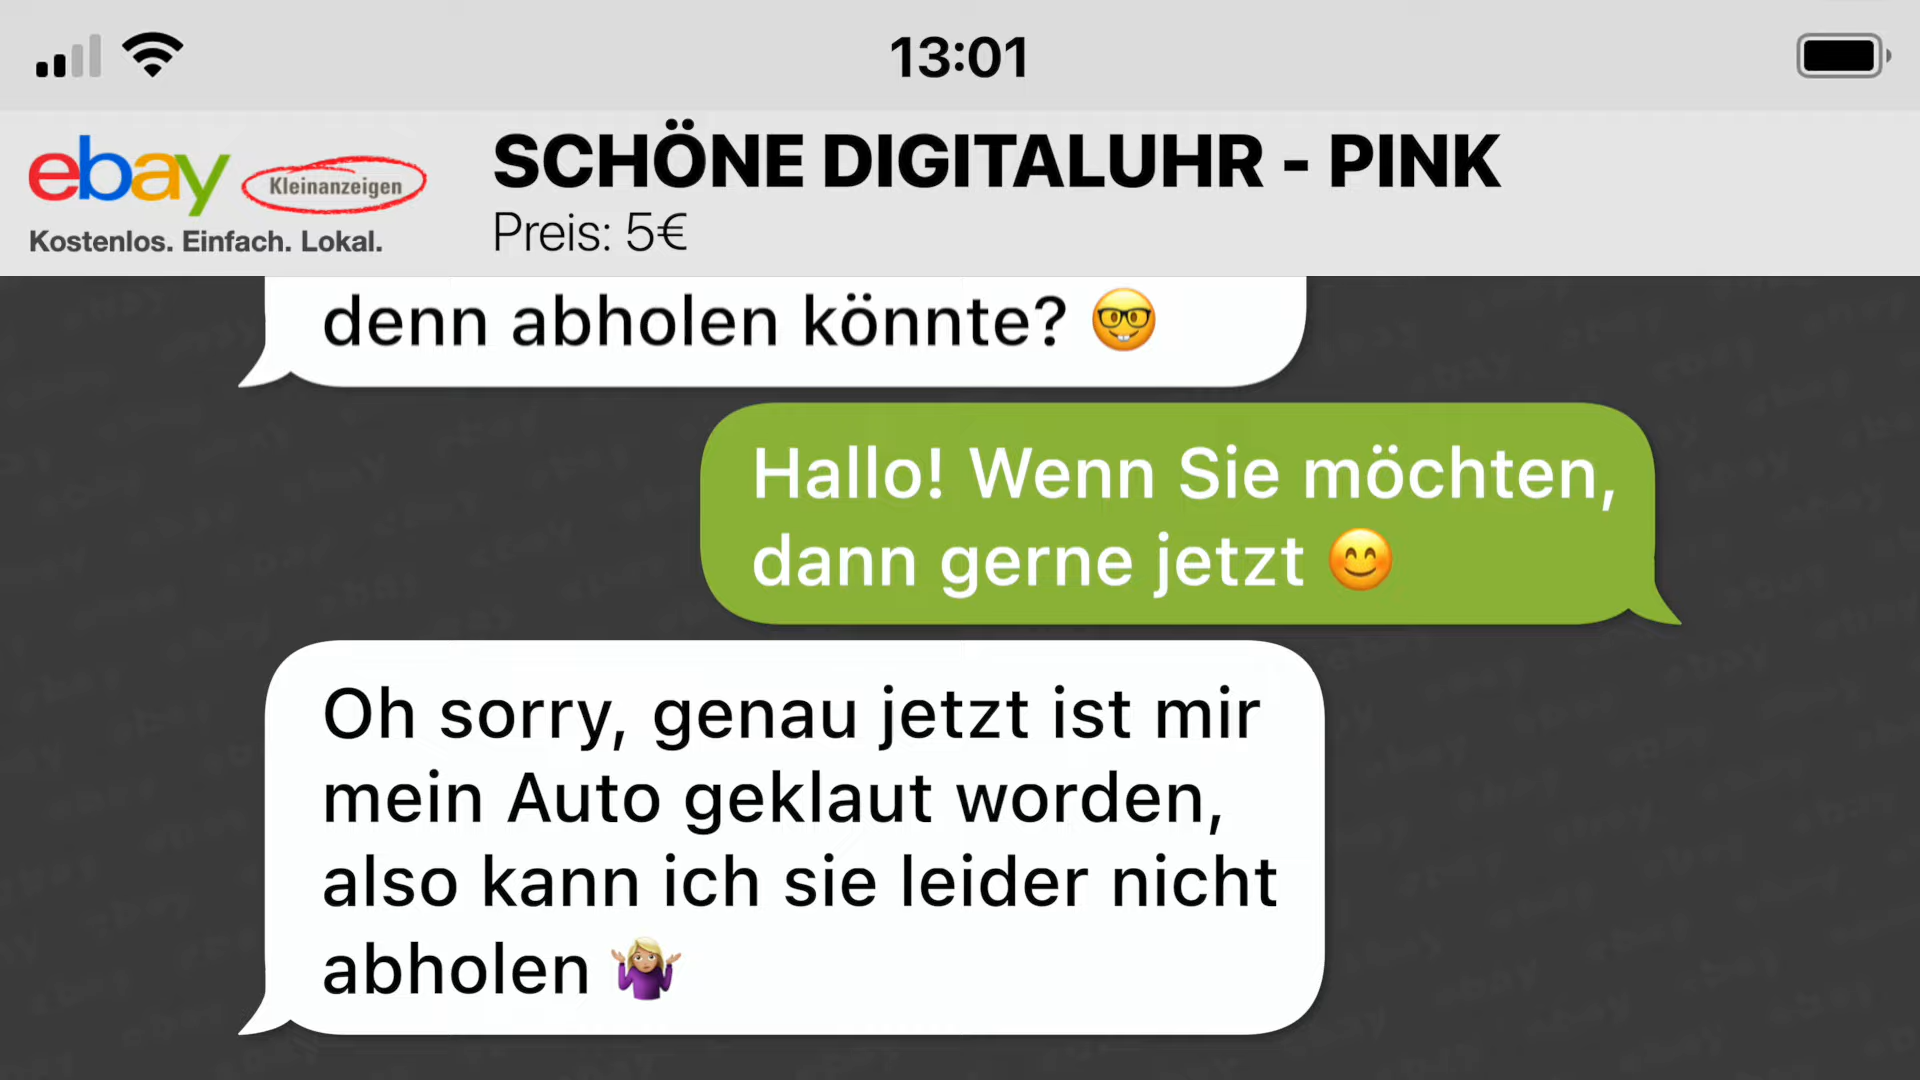 13:01
ebay Kleinanzeigen
Kostenlos. Einfach. Lokal.
SCHÖNE DIGITALUHR - PINK
Preis: 5€
denn abholen könnte? 🤓
Hallo! Wenn Sie möchten,
dann gerne jetzt 😊
Oh sorry, genau jetzt ist mir
mein Auto geklaut worden,
also kann ich sie leider nicht
abholen 🤷🏼‍♀️